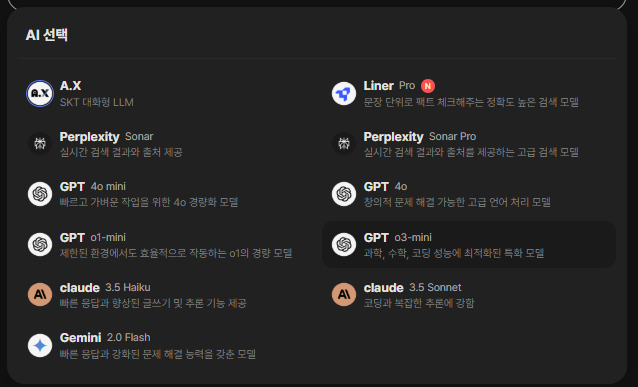 AI 선택
A.X
SKT 대화형 LLM
Liner Pro N
문장 단위로 팩트 체크해주는 정확도 높은 검색 모델
Perplexity Sonar
실시간 검색 결과와 출처 제공
Perplexity Sonar Pro
실시간 검색 결과와 출처를 제공하는 고급 검색 모델
GPT 4o mini
빠르고 가벼운 작업을 위한 4o 경량화 모델
GPT 4o
창의적 문제 해결 가능한 고급 언어 처리 모델
GPT o1-mini
제한된 환경에서도 효율적으로 작동하는 o1의 경량 모델
GPT o3-mini
과학, 수학, 코딩 성능에 최적화된 특화 모델
claude 3.5 Haiku
빠른 응답과 향상된 글쓰기 및 추론 기능 제공
claude 3.5 Sonnet
코딩과 복잡한 추론에 강함
Gemini 2.0 Flash
빠른 응답과 강화된 문제 해결 능력을 갖춘 모델